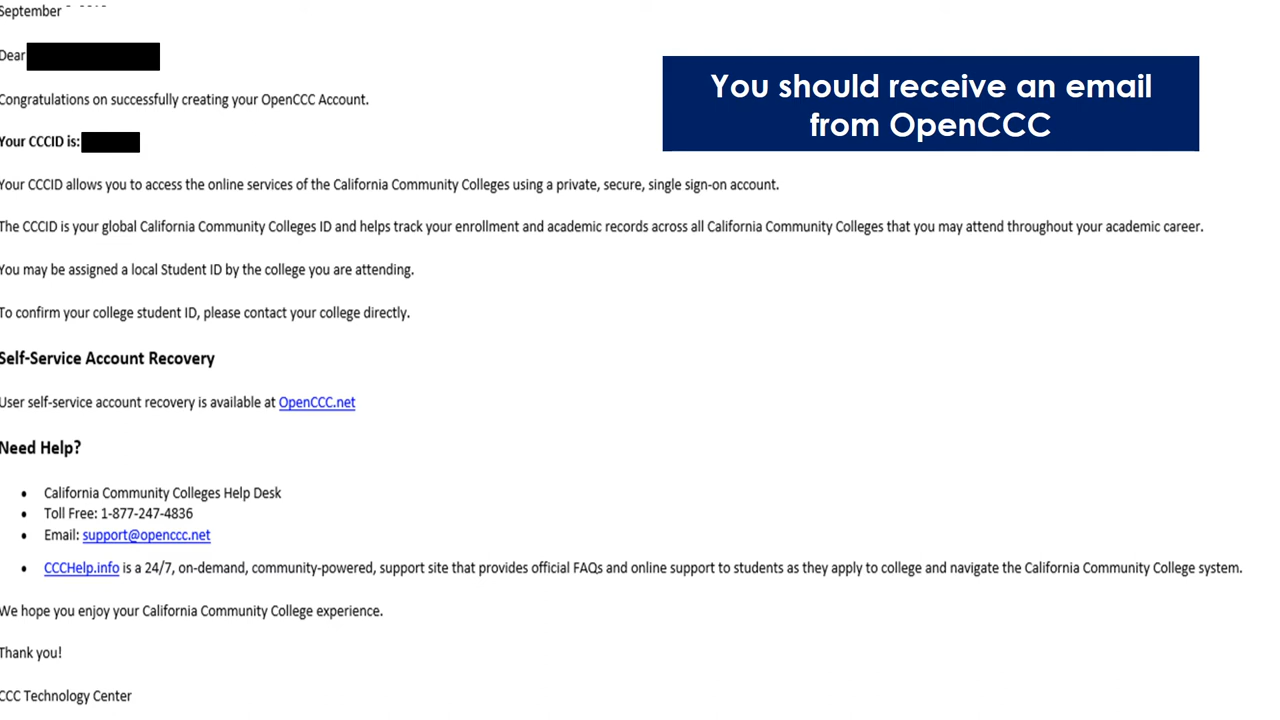 September
Dear
You should receive an email
from OpenCCC
Congratulations on successfully creating your OpenCCC Account.
Your CCCID is:
Your CCCID allows you to access the online services of the California Community Colleges using a private, secure, single sign-on account.
The CCCID is your global California Community Colleges ID and helps track your enrollment and academic records across all California Community Colleges that you may attend throughout your academic career.
You may be assigned a local Student ID by the college you are attending.
To confirm your college student ID, please contact your college directly.
Self-Service Account Recovery
User self-service account recovery is available at OpenCCC.net
Need Help?
• California Community Colleges Help Desk
• Toll Free: 1-877-247-4836
• Email: support@openccc.net
• CCCHelp.info is a 24/7, on-demand, community-powered, support site that provides official FAQs and online support to students as they apply to college and navigate the California Community College system.
We hope you enjoy your California Community College experience.
Thank you!
CCC Technology Center